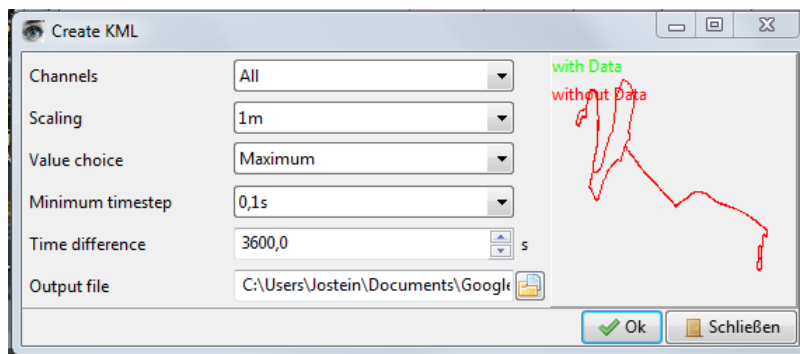 Create KML
Channels
All
Scaling
1m
Value choice
Maximum
Minimum timestep
0,1s
Time difference
3600,0
s
Output file
C:\Users\Jostein\Documents\Google
with Data
without Data
Ok
Schließen